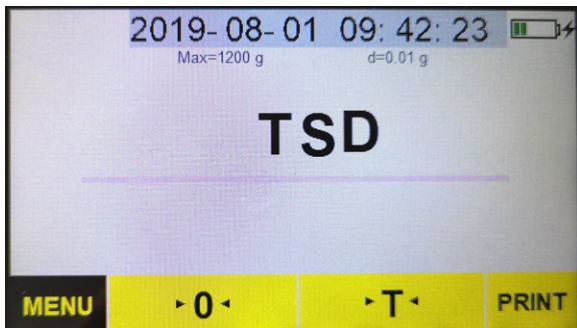 2019-08-01 09:42:23
Max=1200 g d=0.01 g
TSD
MENU ▸0◂ ▸T◂ PRINT